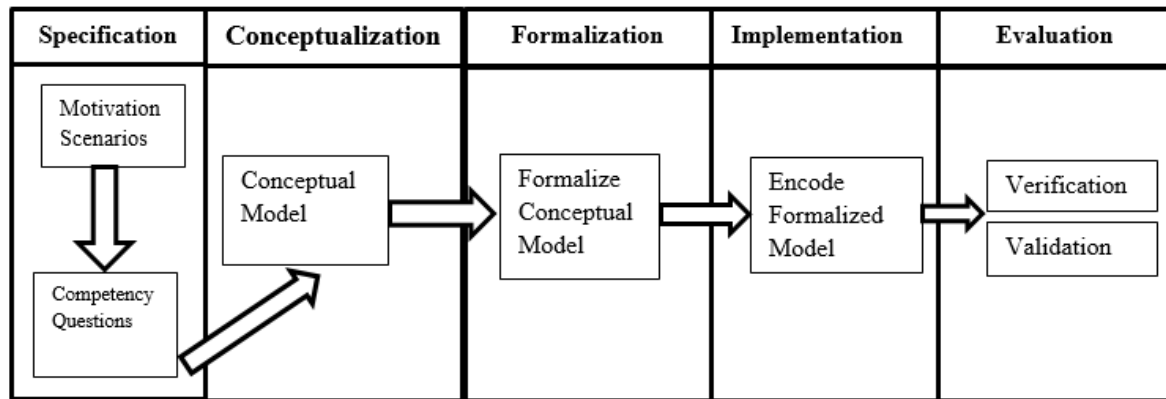 Specification
Conceptualization
Formalization
Implementation
Evaluation
Motivation
Scenarios
Competency
Questions
Conceptual
Model
Formalize
Conceptual
Model
Encode
Formalized
Model
Verification
Validation